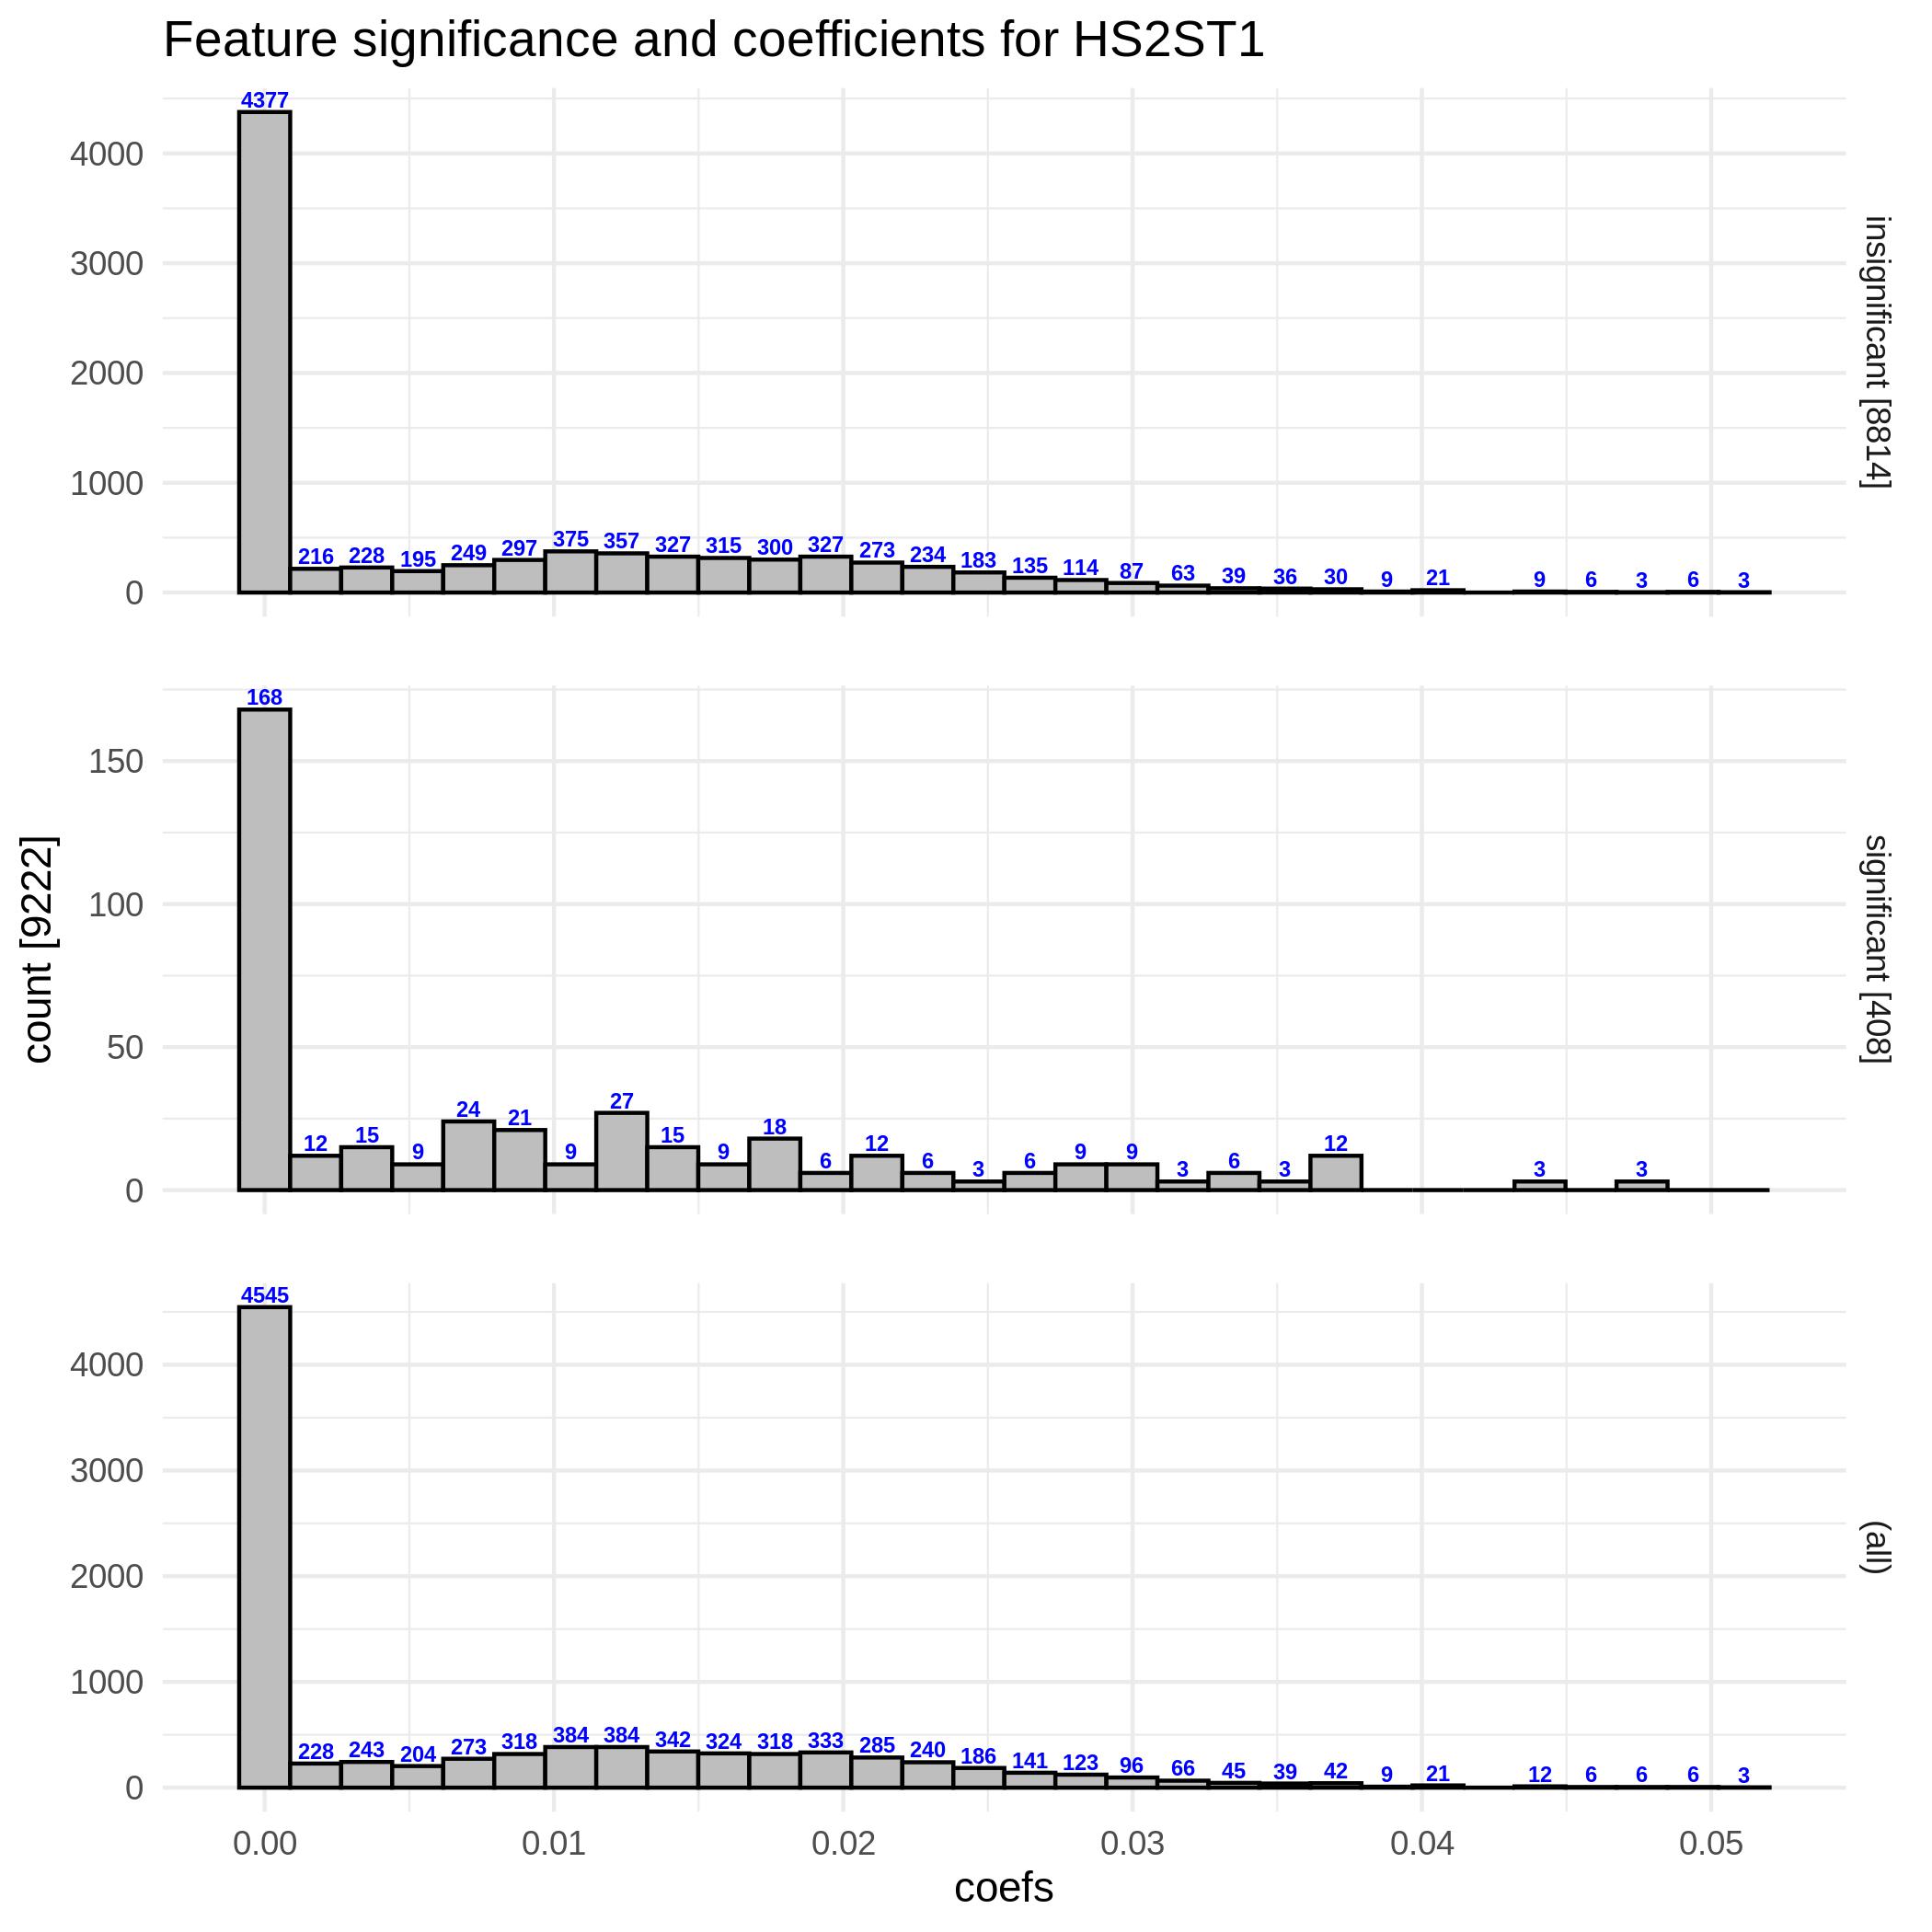 Feature significance and coefficients for HS2ST1
4377
4000
3000
2000
1000
0
216 228 195 249 297 375 357 327 315 300 327 273 234 183 135 114 87 63 39 36 30 9 21 9 6 3 6 3
insignificant [8814]
168
150
100
50
0
12 15 9 24 21 9 27 15 9 18 6 12 6 3 6 9 9 3 6 3 12 3 3
significant [408]
count [9222]
4545
4000
3000
2000
1000
0
228 243 204 273 318 384 384 342 324 318 333 285 240 186 141 123 96 66 45 39 42 9 21 12 6 6 6 3
(all)
0.00 0.01 0.02 0.03 0.04 0.05
coefs